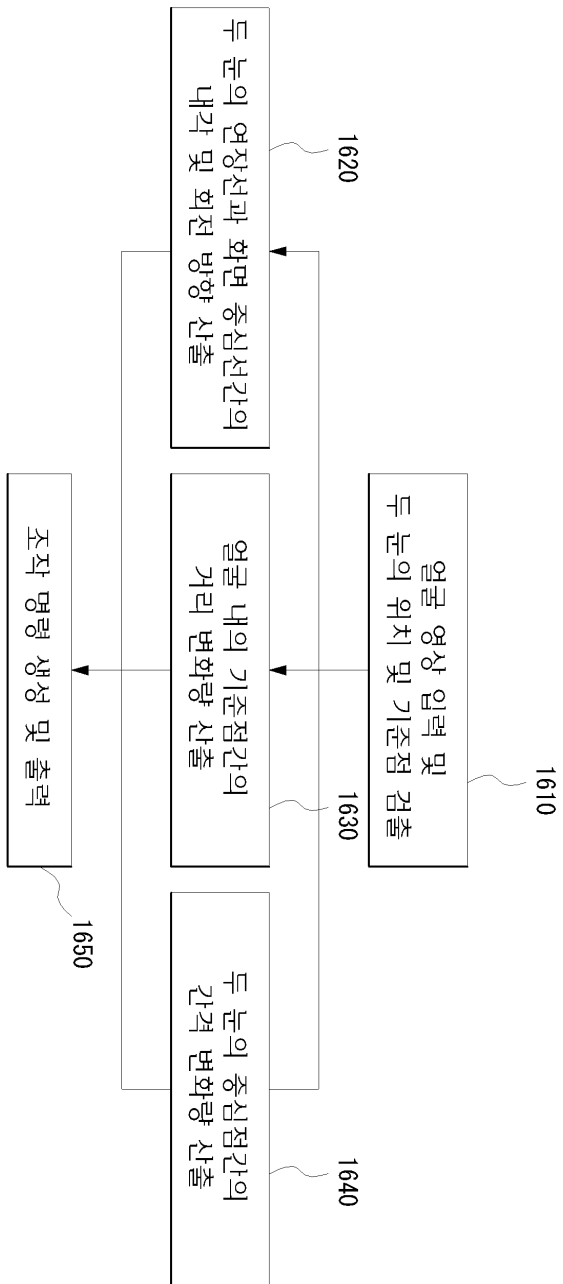 얼굴 영상 입력 및
두 눈의 위치 및 기준점 검출
1610
두 눈의 연장선과 화면 중심선간의
내각 및 회전 방향 산출
1620
얼굴 내의 기준점간의
거리 변화량 산출
1630
두 눈의 중심점간의
간격 변화량 산출
1640
조작 명령 생성 및 출력
1650